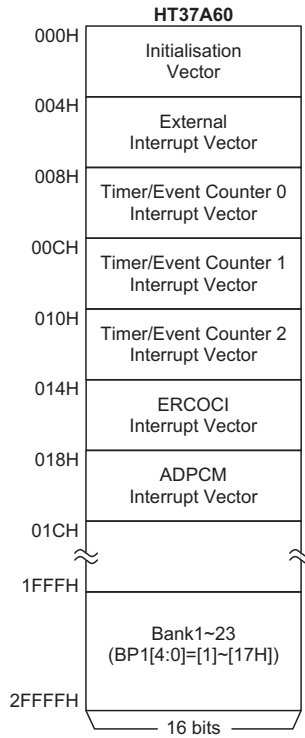 HT37A60
000H
Initialisation
Vector
004H
External
Interrupt Vector
008H
Timer/Event Counter 0
Interrupt Vector
00CH
Timer/Event Counter 1
Interrupt Vector
010H
Timer/Event Counter 2
Interrupt Vector
014H
ERCOCI
Interrupt Vector
018H
ADPCM
Interrupt Vector
01CH
1FFFH
Bank1~23
(BP1[4:0]=[1]~[17H])
2FFFFH
16 bits